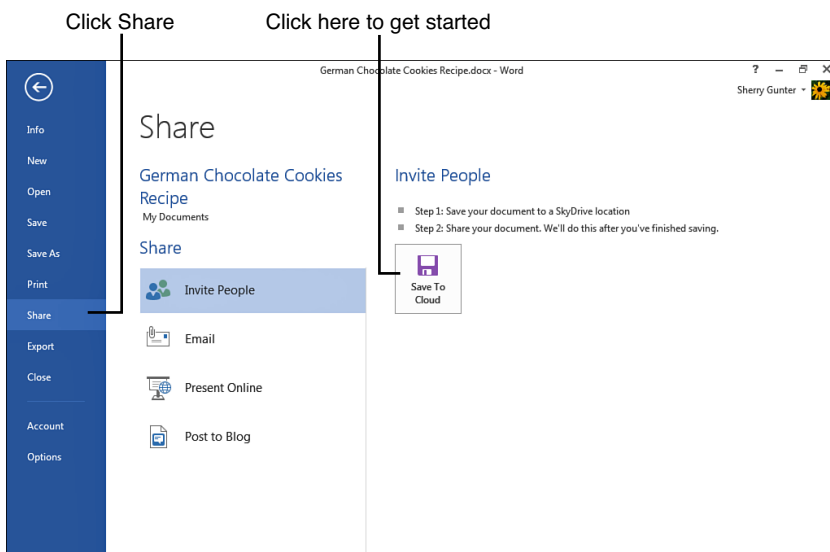 Click Share
Click here to get started
German Chocolate Cookies Recipe.docx - Word
?
Sherry Gunter
Info
New
Open
Save
Save As
Print
Share
Export
Close
Account
Options
Share
German Chocolate Cookies
Recipe
My Documents
Share
Invite People
Email
Present Online
Post to Blog
Invite People
Step 1: Save your document to a SkyDrive location
Step 2: Share your document. We'll do this after you've finished saving.
Save To
Cloud